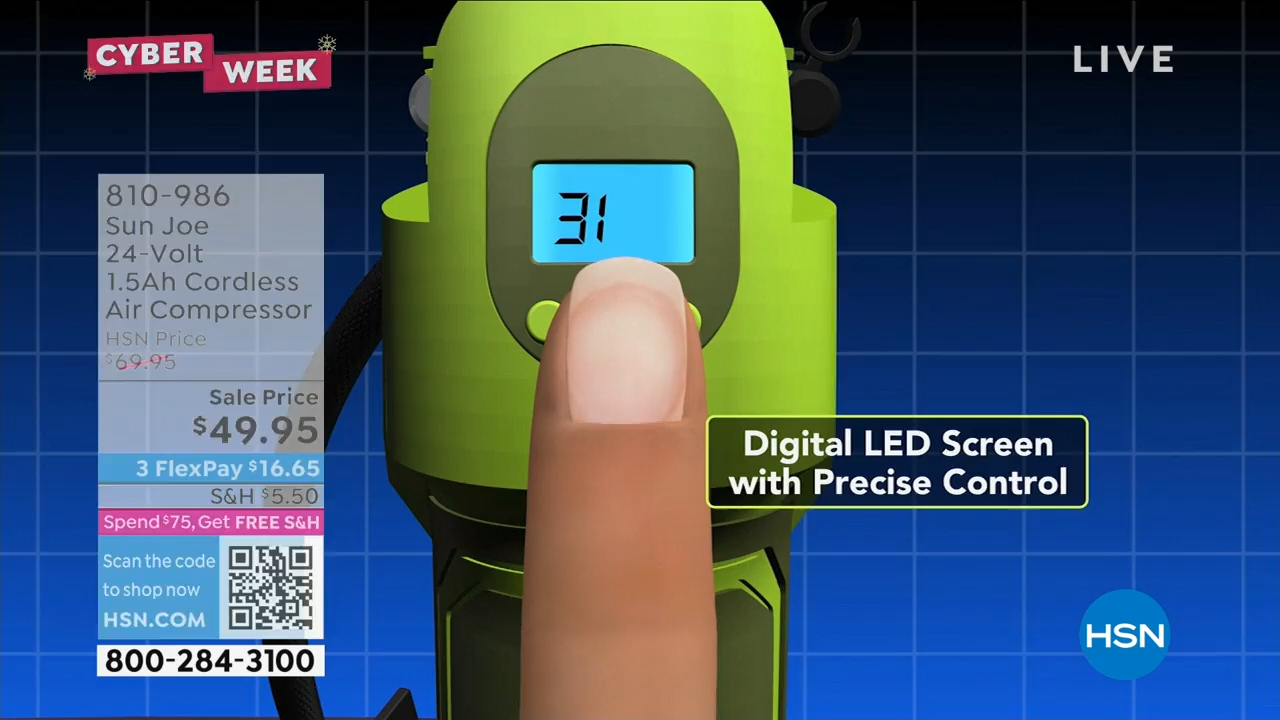 CYBER
WEEK
LIVE
810-986
Sun Joe
24-Volt
1.5Ah Cordless
Air Compressor
HSN Price
$69.95
Sale Price
$49.95
3 FlexPay $16.65
S&H $5.50
Spend $75, Get FREE S&H
Scan the code
to shop now
HSN.COM
800-284-3100
31
Digital LED Screen
with Precise Control
HSN